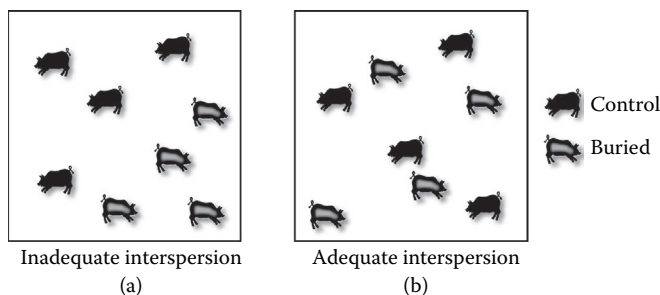 Control
Buried
Inadequate interspersion
Adequate interspersion
(a)
(b)